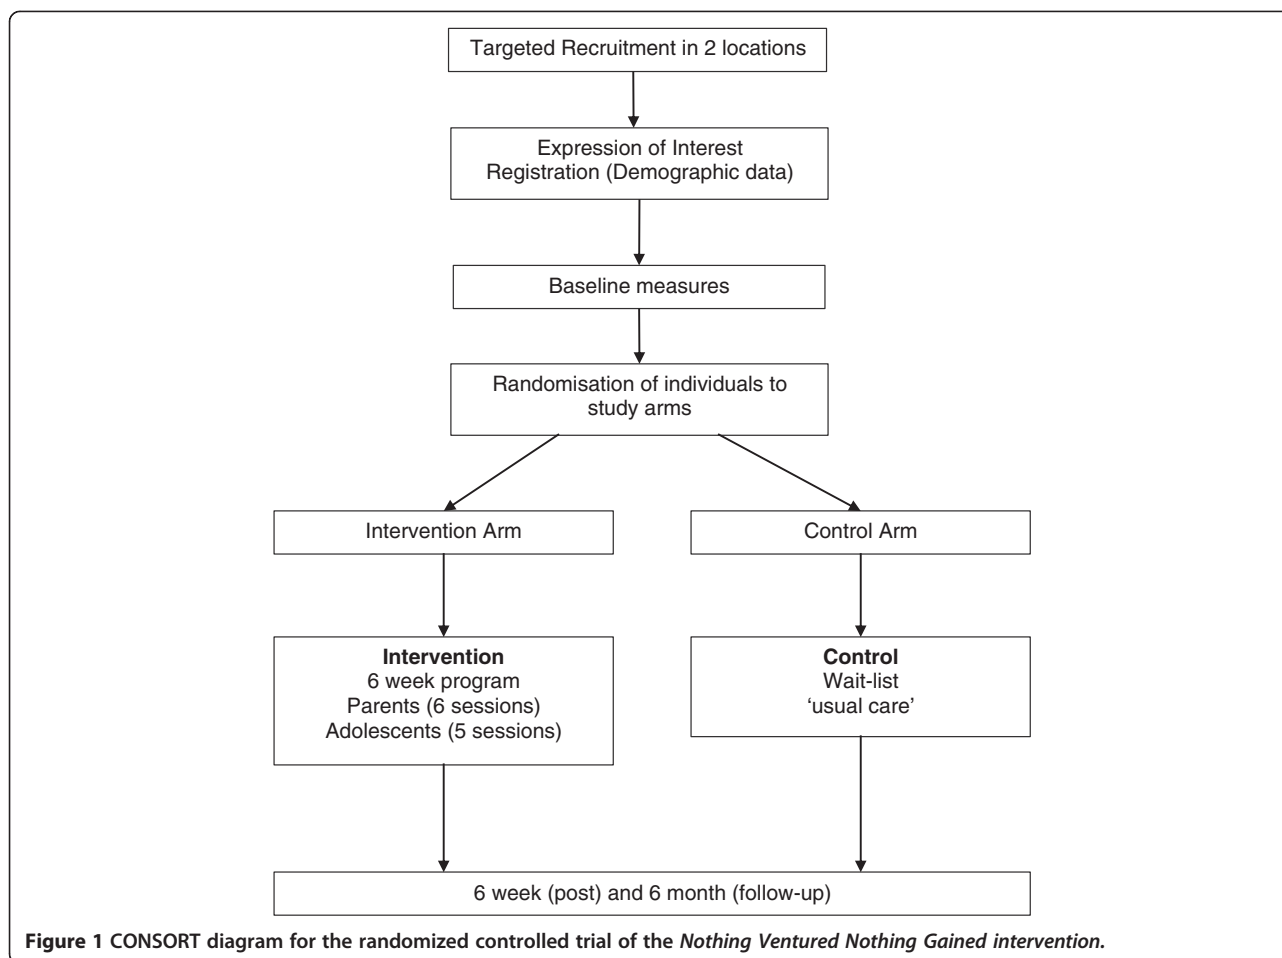 Targeted Recruitment in 2 locations
Expression of Interest
Registration (Demographic data)
Baseline measures
Randomisation of individuals to
study arms
Intervention Arm
Control Arm
Intervention
6 week program
Parents (6 sessions)
Adolescents (5 sessions)
Control
Wait-list
‘usual care’
6 week (post) and 6 month (follow-up)
Figure 1 CONSORT diagram for the randomized controlled trial of the Nothing Ventured Nothing Gained intervention.